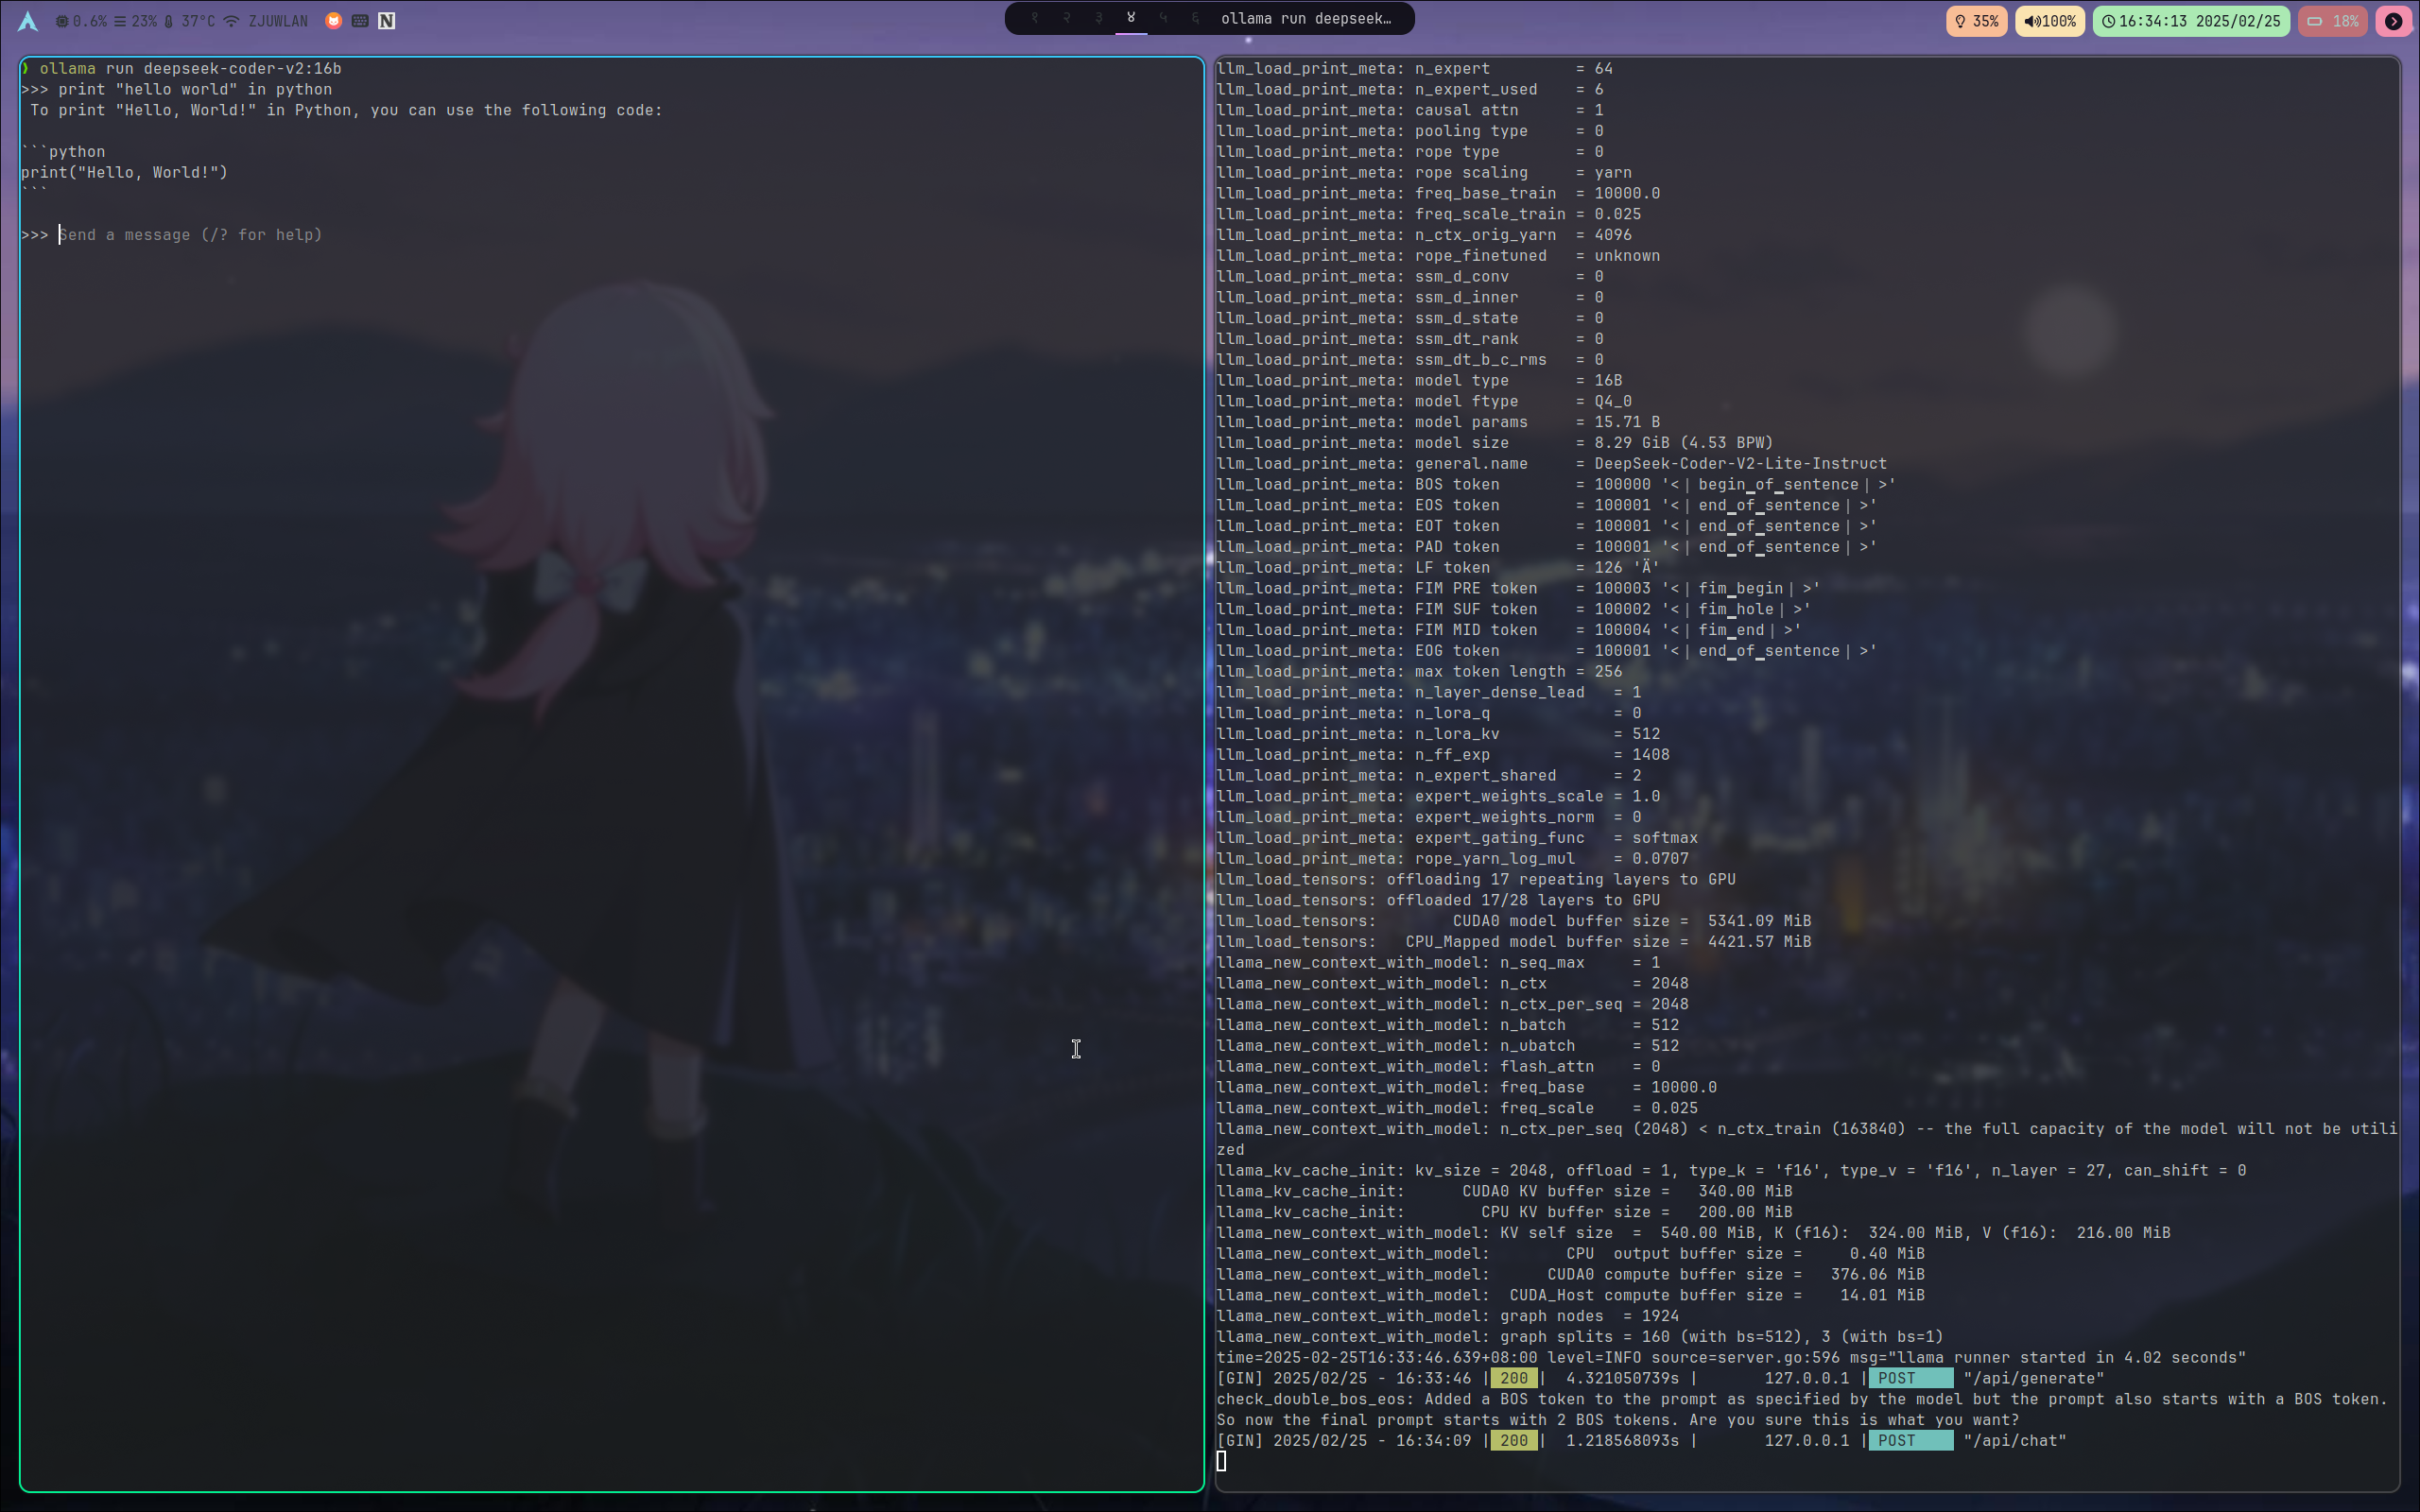 0.6% 23% 37°C ZJUWLAN N
१ २ ३ ४ ५ ६ ollama run deepseek…
35% 100% 16:34:13 2025/02/25 18%
❯ ollama run deepseek-coder-v2:16b
>>> print "hello world" in python
To print "Hello, World!" in Python, you can use the following code:
```python
print("Hello, World!")
```
>>> Send a message (/? for help)
llm_load_print_meta: n_expert         = 64
llm_load_print_meta: n_expert_used    = 6
llm_load_print_meta: causal attn      = 1
llm_load_print_meta: pooling type     = 0
llm_load_print_meta: rope type        = 0
llm_load_print_meta: rope scaling     = yarn
llm_load_print_meta: freq_base_train  = 10000.0
llm_load_print_meta: freq_scale_train = 0.025
llm_load_print_meta: n_ctx_orig_yarn  = 4096
llm_load_print_meta: rope_finetuned   = unknown
llm_load_print_meta: ssm_d_conv       = 0
llm_load_print_meta: ssm_d_inner      = 0
llm_load_print_meta: ssm_d_state      = 0
llm_load_print_meta: ssm_dt_rank      = 0
llm_load_print_meta: ssm_dt_b_c_rms   = 0
llm_load_print_meta: model type       = 16B
llm_load_print_meta: model ftype      = Q4_0
llm_load_print_meta: model params     = 15.71 B
llm_load_print_meta: model size       = 8.29 GiB (4.53 BPW)
llm_load_print_meta: general.name     = DeepSeek-Coder-V2-Lite-Instruct
llm_load_print_meta: BOS token        = 100000 '<｜begin▁of▁sentence｜>'
llm_load_print_meta: EOS token        = 100001 '<｜end▁of▁sentence｜>'
llm_load_print_meta: EOT token        = 100001 '<｜end▁of▁sentence｜>'
llm_load_print_meta: PAD token        = 100001 '<｜end▁of▁sentence｜>'
llm_load_print_meta: LF token         = 126 'Ä'
llm_load_print_meta: FIM PRE token    = 100003 '<｜fim▁begin｜>'
llm_load_print_meta: FIM SUF token    = 100002 '<｜fim▁hole｜>'
llm_load_print_meta: FIM MID token    = 100004 '<｜fim▁end｜>'
llm_load_print_meta: EOG token        = 100001 '<｜end▁of▁sentence｜>'
llm_load_print_meta: max token length = 256
llm_load_print_meta: n_layer_dense_lead   = 1
llm_load_print_meta: n_lora_q             = 0
llm_load_print_meta: n_lora_kv            = 512
llm_load_print_meta: n_ff_exp             = 1408
llm_load_print_meta: n_expert_shared      = 2
llm_load_print_meta: expert_weights_scale = 1.0
llm_load_print_meta: expert_weights_norm  = 0
llm_load_print_meta: expert_gating_func   = softmax
llm_load_print_meta: rope_yarn_log_mul    = 0.0707
llm_load_tensors: offloading 17 repeating layers to GPU
llm_load_tensors: offloaded 17/28 layers to GPU
llm_load_tensors:        CUDA0 model buffer size =  5341.09 MiB
llm_load_tensors:   CPU_Mapped model buffer size =  4421.57 MiB
llama_new_context_with_model: n_seq_max     = 1
llama_new_context_with_model: n_ctx         = 2048
llama_new_context_with_model: n_ctx_per_seq = 2048
llama_new_context_with_model: n_batch       = 512
llama_new_context_with_model: n_ubatch      = 512
llama_new_context_with_model: flash_attn    = 0
llama_new_context_with_model: freq_base     = 10000.0
llama_new_context_with_model: freq_scale    = 0.025
llama_new_context_with_model: n_ctx_per_seq (2048) < n_ctx_train (163840) -- the full capacity of the model will not be utili
zed
llama_kv_cache_init: kv_size = 2048, offload = 1, type_k = 'f16', type_v = 'f16', n_layer = 27, can_shift = 0
llama_kv_cache_init:      CUDA0 KV buffer size =   340.00 MiB
llama_kv_cache_init:        CPU KV buffer size =   200.00 MiB
llama_new_context_with_model: KV self size  =  540.00 MiB, K (f16):  324.00 MiB, V (f16):  216.00 MiB
llama_new_context_with_model:        CPU  output buffer size =     0.40 MiB
llama_new_context_with_model:      CUDA0 compute buffer size =   376.06 MiB
llama_new_context_with_model:  CUDA_Host compute buffer size =    14.01 MiB
llama_new_context_with_model: graph nodes  = 1924
llama_new_context_with_model: graph splits = 160 (with bs=512), 3 (with bs=1)
time=2025-02-25T16:33:46.639+08:00 level=INFO source=server.go:596 msg="llama runner started in 4.02 seconds"
[GIN] 2025/02/25 - 16:33:46 | 200 |  4.321050739s |       127.0.0.1 | POST     "/api/generate"
check_double_bos_eos: Added a BOS token to the prompt as specified by the model but the prompt also starts with a BOS token.
So now the final prompt starts with 2 BOS tokens. Are you sure this is what you want?
[GIN] 2025/02/25 - 16:34:09 | 200 |  1.218568093s |       127.0.0.1 | POST     "/api/chat"